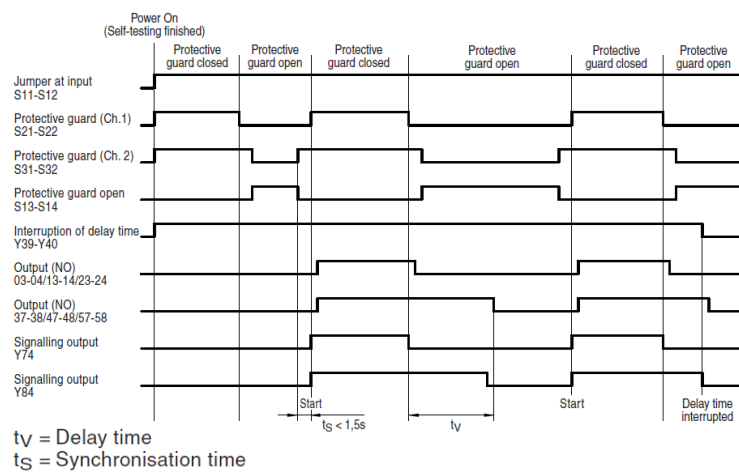 Power On
(Self-testing finished)
Protective
guard closed
Protective
guard open
Protective
guard closed
Protective
guard open
Protective
guard closed
Protective
guard open
Jumper at input
S11-S12
Protective guard (Ch.1)
S21-S22
Protective guard (Ch. 2)
S31-S32
Protective guard open
S13-S14
Interruption of delay time
Y39-Y40
Output (NO)
03-04/13-14/23-24
Output (NO)
37-38/47-48/57-58
Signalling output
Y74
Signalling output
Y84
Start
tS < 1,5s
tV
Start
Delay time
interrupted
tV = Delay time
tS = Synchronisation time